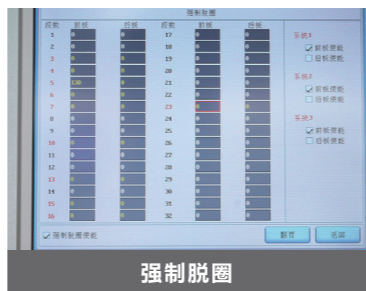 强制脱圈
段数 前板 后板 段数 前板 后板
1 0 0 17 0 0 系统1
2 0 0 18 0 0 前板使能
3 0 0 19 0 0 后板使能
4 0 0 20 0 0 系统2
5 130 0 21 0 0 前板使能
6 0 0 22 0 0 后板使能
7 0 0 23 0 0 系统3
8 0 0 24 0 0 前板使能
9 0 0 25 0 0 后板使能
10 0 0 26 0 0
11 0 0 27 0 0
12 0 0 28 0 0
13 0 0 29 0 0
14 0 0 30 0 0
15 0 0 31 0 0
16 0 0 32 0 0
强制脱圈使能 翻页 返回
强制脱圈